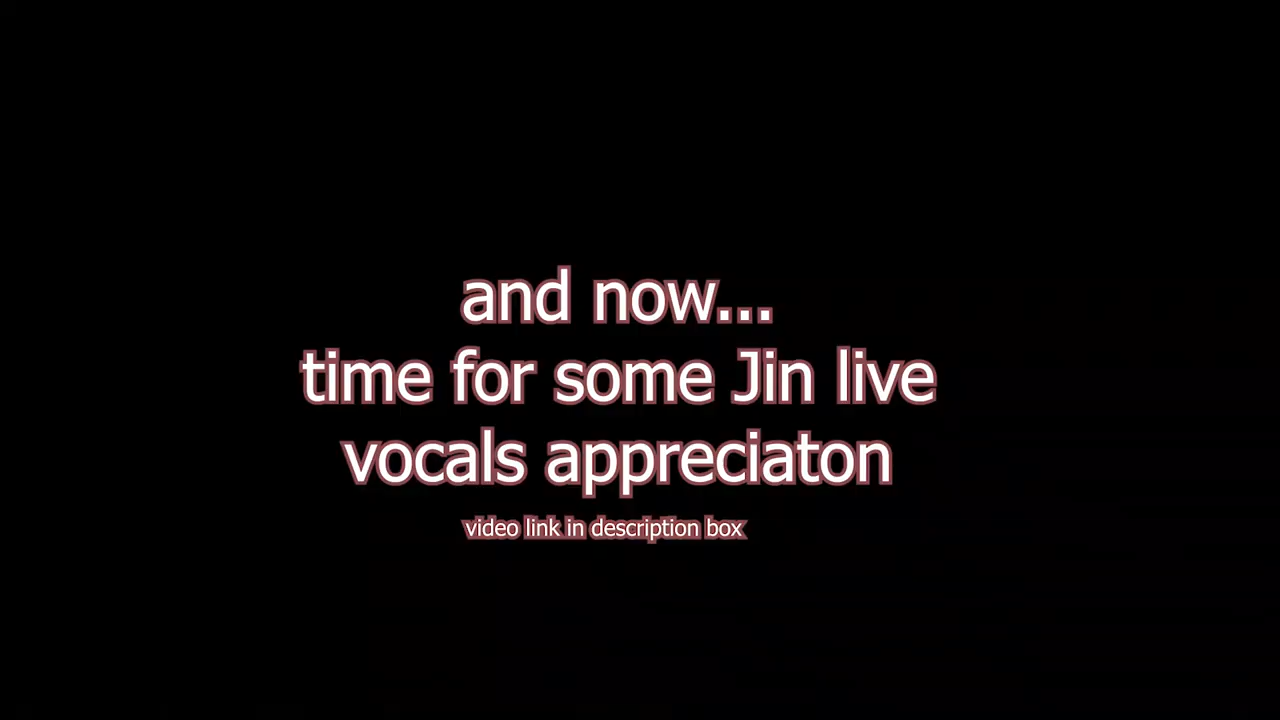 and now...
time for some Jin live
vocals appreciaton
video link in description box